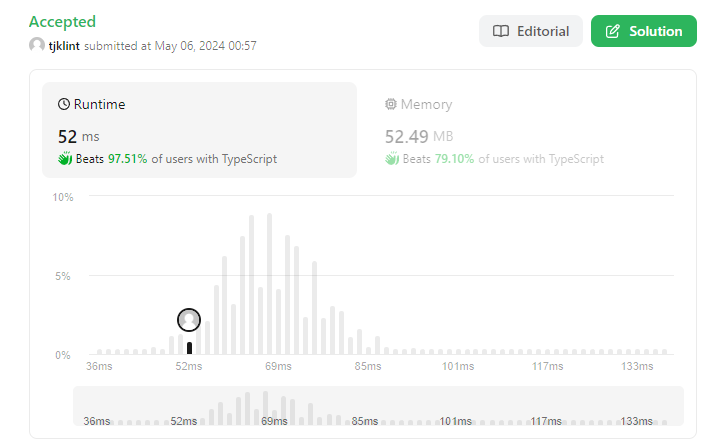 Accepted
tjklint submitted at May 06, 2024 00:57
Editorial
Solution
Runtime
52 ms
Beats 97.51% of users with TypeScript
Memory
52.49 MB
Beats 79.10% of users with TypeScript
10%
5%
0%
36ms 52ms 69ms 85ms 101ms 117ms 133ms
36ms 52ms 69ms 85ms 101ms 117ms 133ms